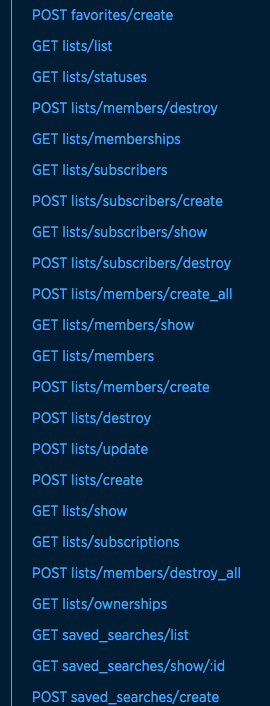 POST favorites/create
GET lists/list
GET lists/statuses
POST lists/members/destroy
GET lists/memberships
GET lists/subscribers
POST lists/subscribers/create
GET lists/subscribers/show
POST lists/subscribers/destroy
POST lists/members/create_all
GET lists/members/show
GET lists/members
POST lists/members/create
POST lists/destroy
POST lists/update
POST lists/create
GET lists/show
GET lists/subscriptions
POST lists/members/destroy_all
GET lists/ownerships
GET saved_searches/list
GET saved_searches/show/:id
POST saved_searches/create